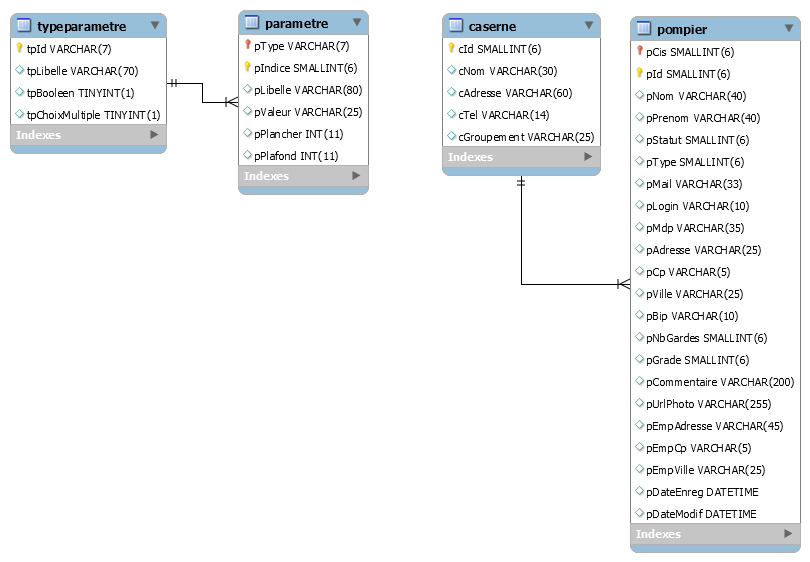 typeparametre
tpId VARCHAR(7)
tpLibelle VARCHAR(70)
tpBooleen TINYINT(1)
tpChoixMultiple TINYINT(1)
Indexes
parametre
pType VARCHAR(7)
pIndice SMALLINT(6)
pLibelle VARCHAR(80)
pValeur VARCHAR(25)
pPlancher INT(11)
pPlafond INT(11)
Indexes
caserne
cId SMALLINT(6)
cNom VARCHAR(30)
cAdresse VARCHAR(60)
cTel VARCHAR(14)
cGroupement VARCHAR(25)
Indexes
pompier
pCis SMALLINT(6)
pId SMALLINT(6)
pNom VARCHAR(40)
pPrenom VARCHAR(40)
pStatut SMALLINT(6)
pType SMALLINT(6)
pMail VARCHAR(33)
pLogin VARCHAR(10)
pMdp VARCHAR(35)
pAdresse VARCHAR(25)
pCp VARCHAR(5)
pVille VARCHAR(25)
pBip VARCHAR(10)
pNbGardes SMALLINT(6)
pGrade SMALLINT(6)
pCommentaire VARCHAR(200)
pUrlPhoto VARCHAR(255)
pEmpAdresse VARCHAR(45)
pEmpCp VARCHAR(5)
pEmpVille VARCHAR(25)
pDateEnreg DATETIME
pDateModif DATETIME
Indexes